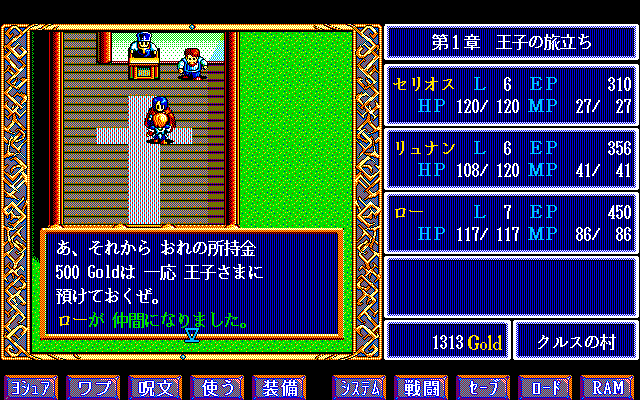 第1章 王子の旅立ち
セリオス L 6 EP 310
HP 120/ 120 MP 27/ 27
リュナン L 6 EP 356
HP 108/ 120 MP 41/ 41
ロー L 7 EP 450
HP 117/ 117 MP 86/ 86
あ、それから おれの所持金
500 Goldは 一応 王子さまに
預けておくぜ。
ローが 仲間になりました。
1313 Gold
クルスの村
ヨシュア ワープ 呪文 使う 装備 システム 戦闘 セーブ ロード RAM